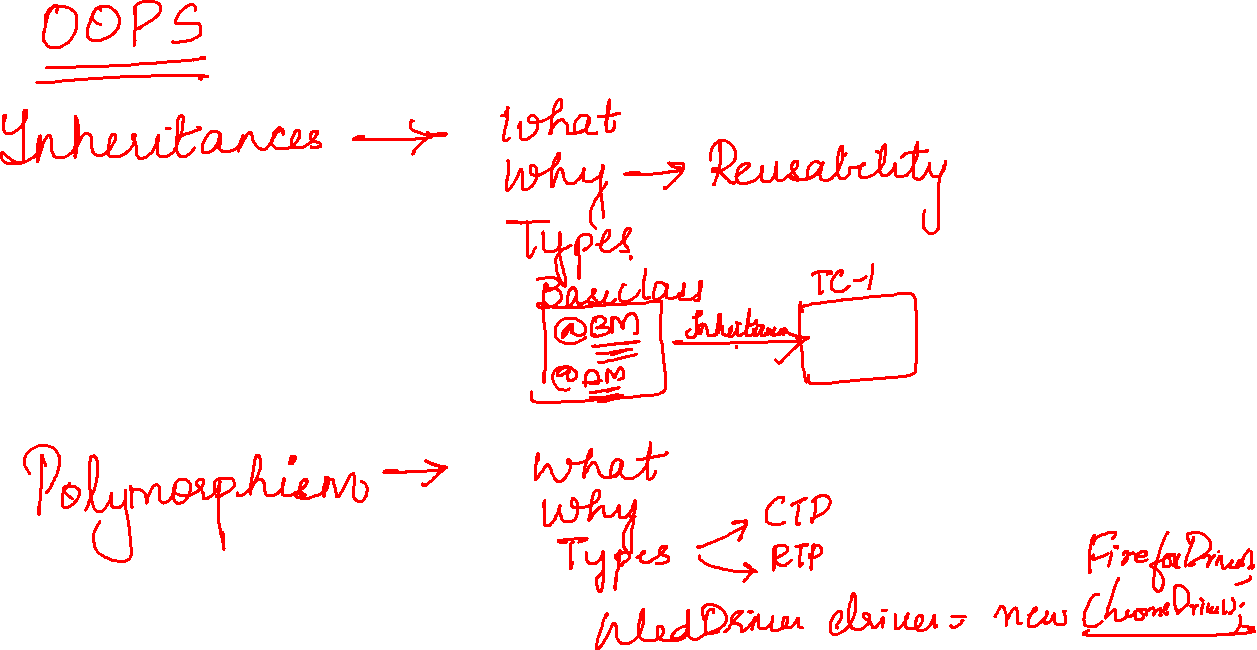 OOPS
Inheritances → What
Why → Reusability
Types
Baseclass
TC-1
@BM
Inheritance
@AM
Polymorphism → What
Why
Types → CTP
→ RTP
FirefoxDriver();
WebDriver driver = new ChromeDriver();